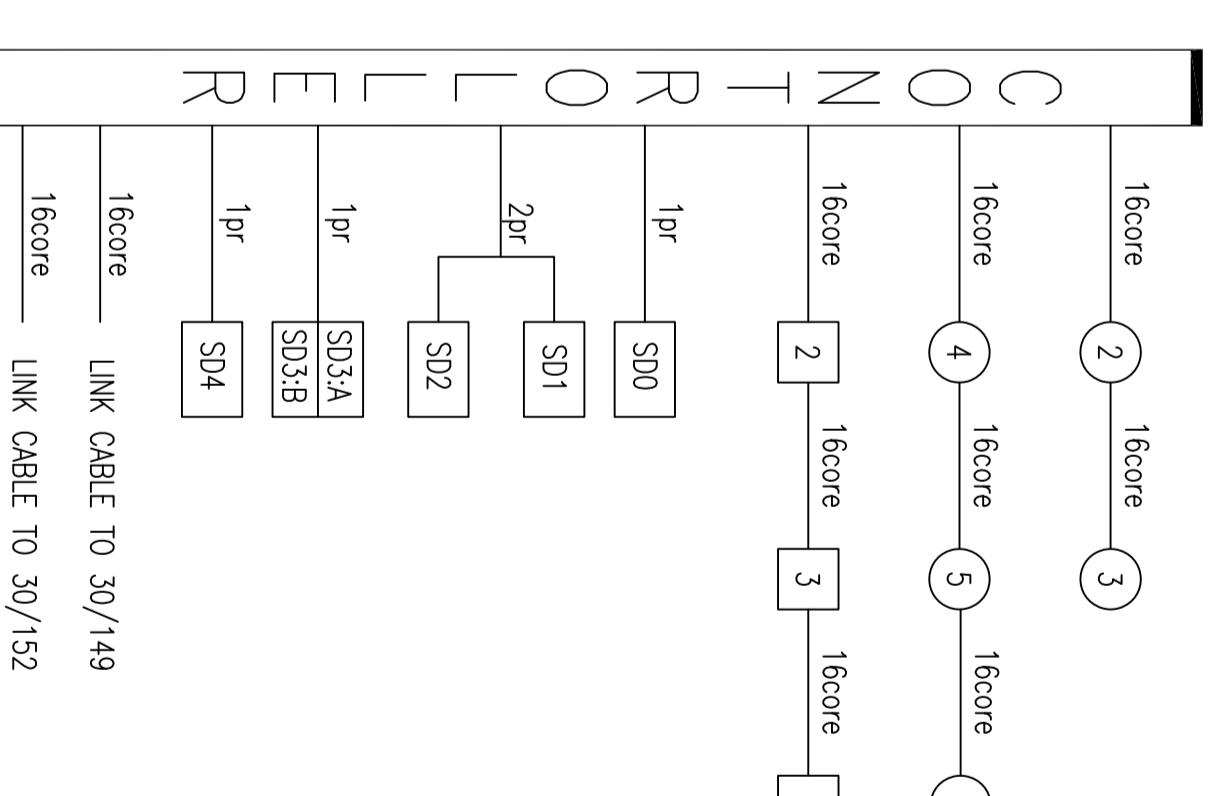 CONTROLLER
16core
2
16core
3
16core
4
16core
5
16core
16core
2
16core
3
16core
1pr
SD0
2pr
SD1
SD2
1pr
SD3:A
SD3:B
1pr
SD4
16core
LINK CABLE TO 30/149
16core
LINK CABLE TO 30/152